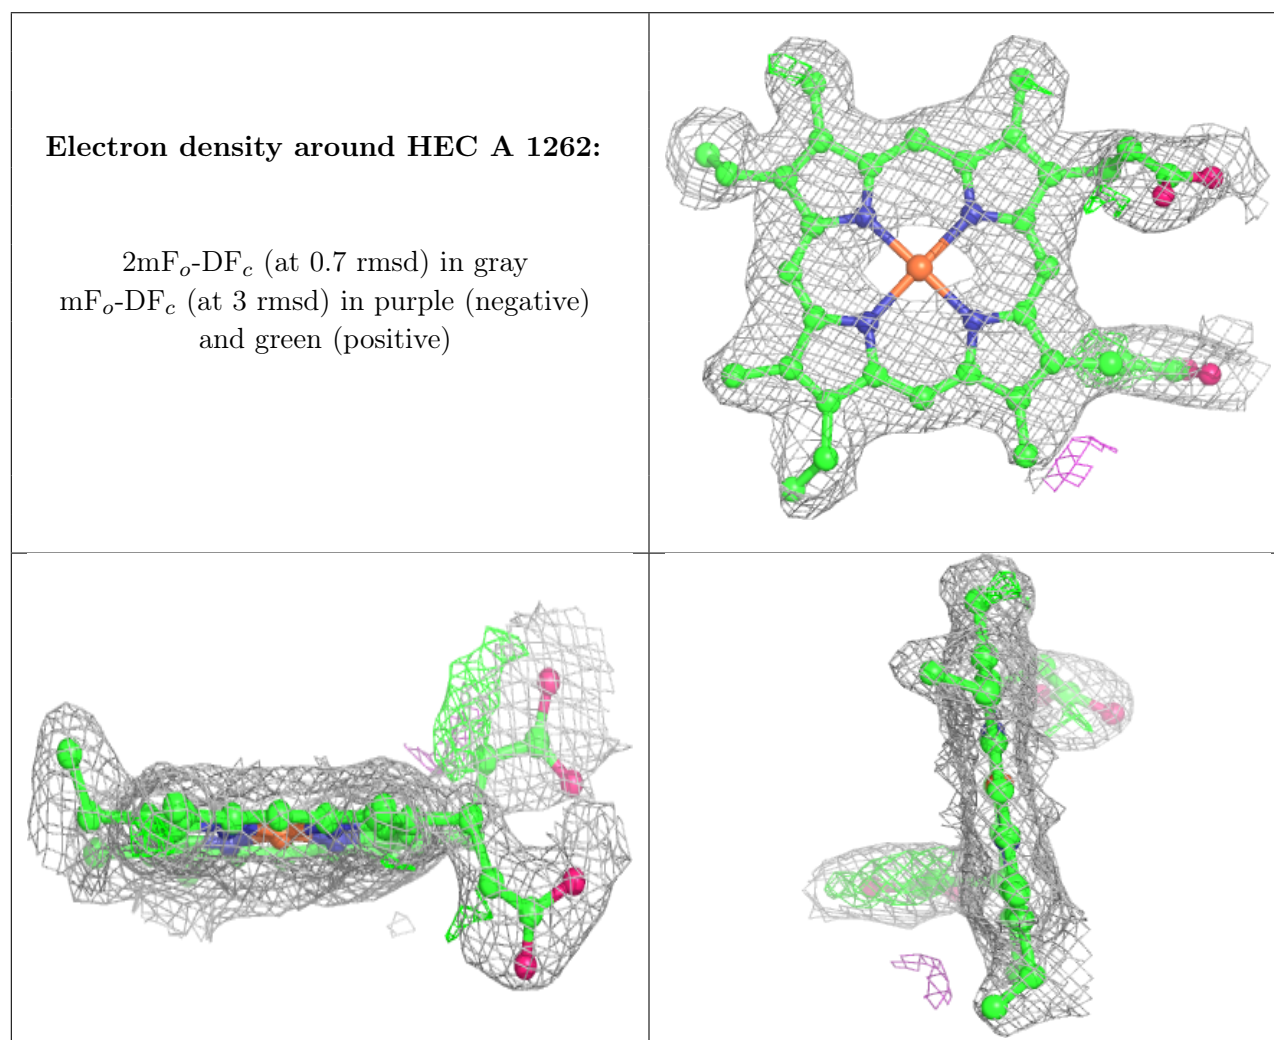 Electron density around HEC A 1262:
2mFo-DFc (at 0.7 rmsd) in gray
mFo-DFc (at 3 rmsd) in purple (negative)
and green (positive)